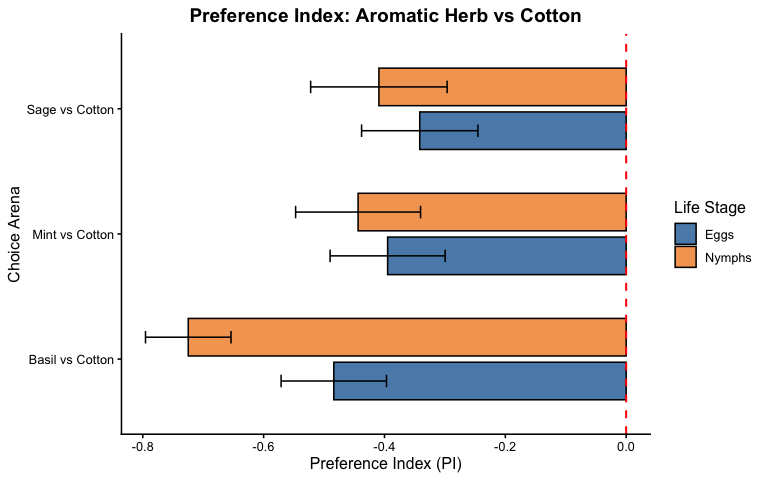 Preference Index: Aromatic Herb vs Cotton
Choice Arena
Sage vs Cotton
Mint vs Cotton
Basil vs Cotton
-0.8
-0.6
-0.4
-0.2
0.0
Preference Index (PI)
Life Stage
Eggs
Nymphs